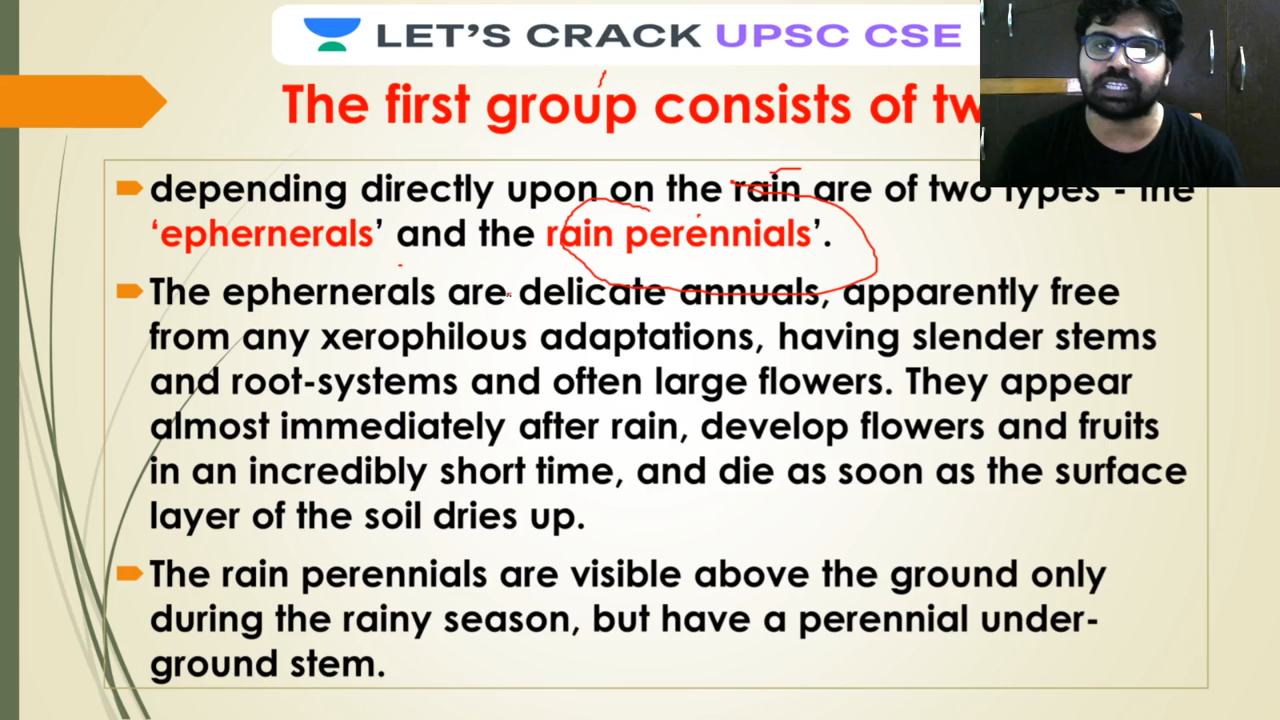 LET'S CRACK UPSC CSE
The first group consists of
depending directly upon on the rain are of two types - the
‘ephernerals’ and the rain perennials’.
The ephernerals are delicate annuals, apparently free
from any xerophilous adaptations, having slender stems
and root-systems and often large flowers. They appear
almost immediately after rain, develop flowers and fruits
in an incredibly short time, and die as soon as the surface
layer of the soil dries up.
The rain perennials are visible above the ground only
during the rainy season, but have a perennial under-
ground stem.